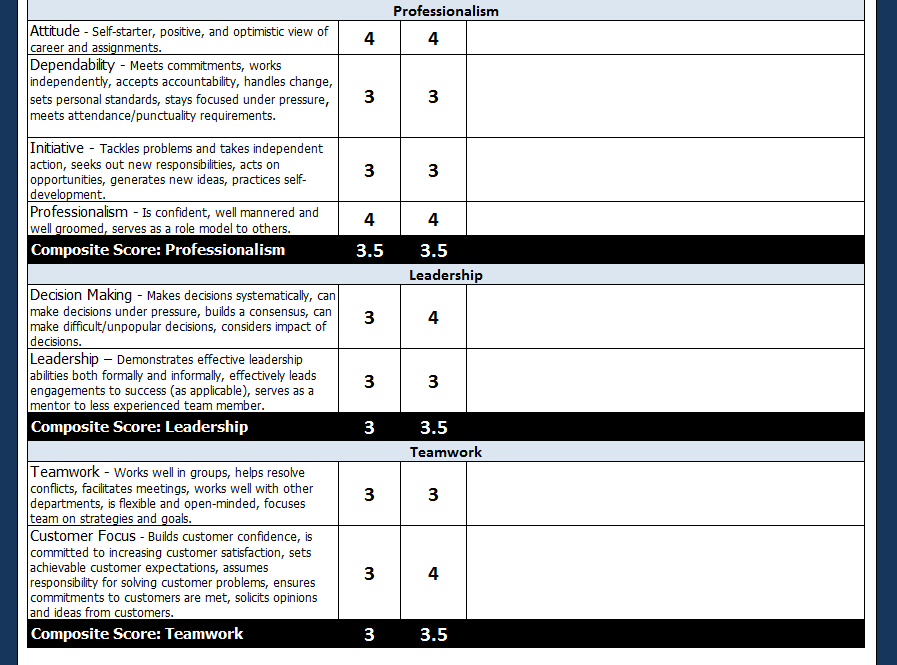 Professionalism
Attitude - Self-starter, positive, and optimistic view of
career and assignments.
4 4
Dependability - Meets commitments, works
independently, accepts accountability, handles change,
sets personal standards, stays focused under pressure,
meets attendance/punctuality requirements.
3 3
Initiative - Tackles problems and takes independent
action, seeks out new responsibilities, acts on
opportunities, generates new ideas, practices self-
development.
3 3
Professionalism - Is confident, well mannered and
well groomed, serves as a role model to others.
4 4
Composite Score: Professionalism 3.5 3.5
Leadership
Decision Making - Makes decisions systematically, can
make decisions under pressure, builds a consensus, can
make difficult/unpopular decisions, considers impact of
decisions.
3 4
Leadership – Demonstrates effective leadership
abilities both formally and informally, effectively leads
engagements to success (as applicable), serves as a
mentor to less experienced team member.
3 3
Composite Score: Leadership 3 3.5
Teamwork
Teamwork - Works well in groups, helps resolve
conflicts, facilitates meetings, works well with other
departments, is flexible and open-minded, focuses
team on strategies and goals.
3 3
Customer Focus - Builds customer confidence, is
committed to increasing customer satisfaction, sets
achievable customer expectations, assumes
responsibility for solving customer problems, ensures
commitments to customers are met, solicits opinions
and ideas from customers.
3 4
Composite Score: Teamwork 3 3.5